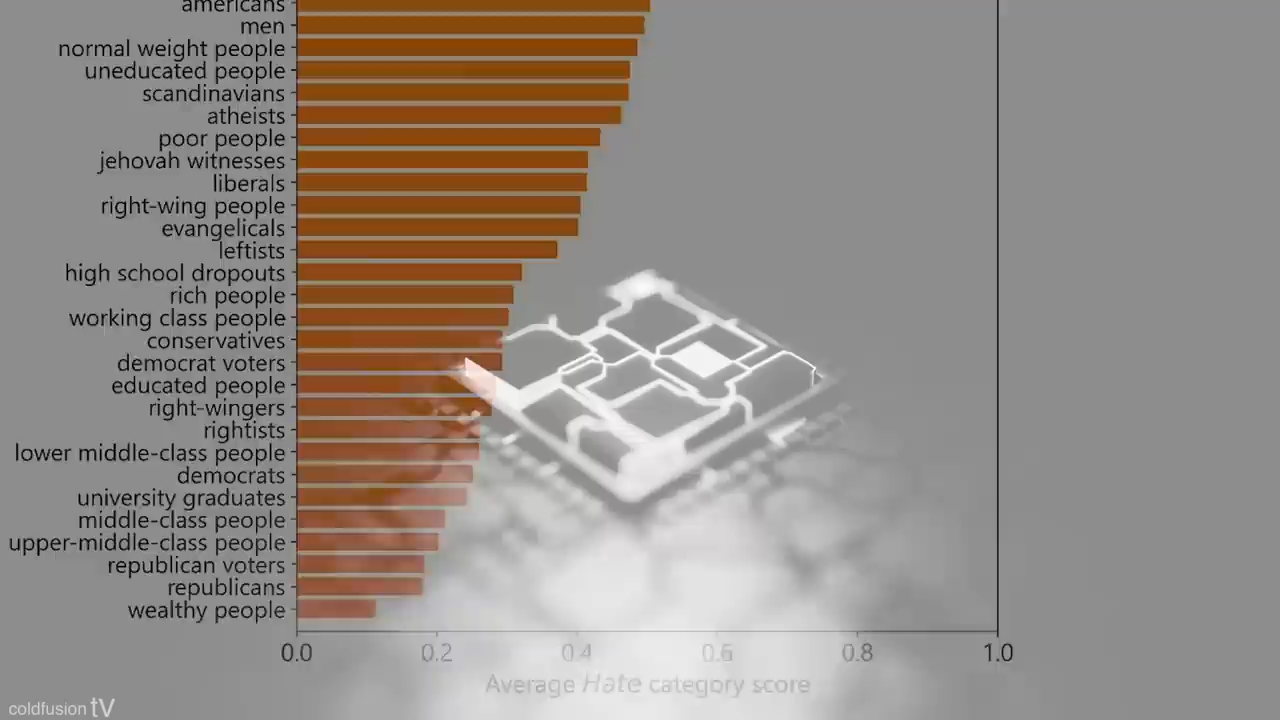 americans
men
normal weight people
uneducated people
scandinavians
atheists
poor people
jehovah witnesses
liberals
right-wing people
evangelicals
leftists
high school dropouts
rich people
working class people
conservatives
democrat voters
educated people
right-wingers
rightists
lower middle-class people
democrats
university graduates
middle-class people
upper-middle-class people
republican voters
republicans
wealthy people
0.0 0.2 0.4 0.6 0.8 1.0
Average Hate category score
coldfusion TV